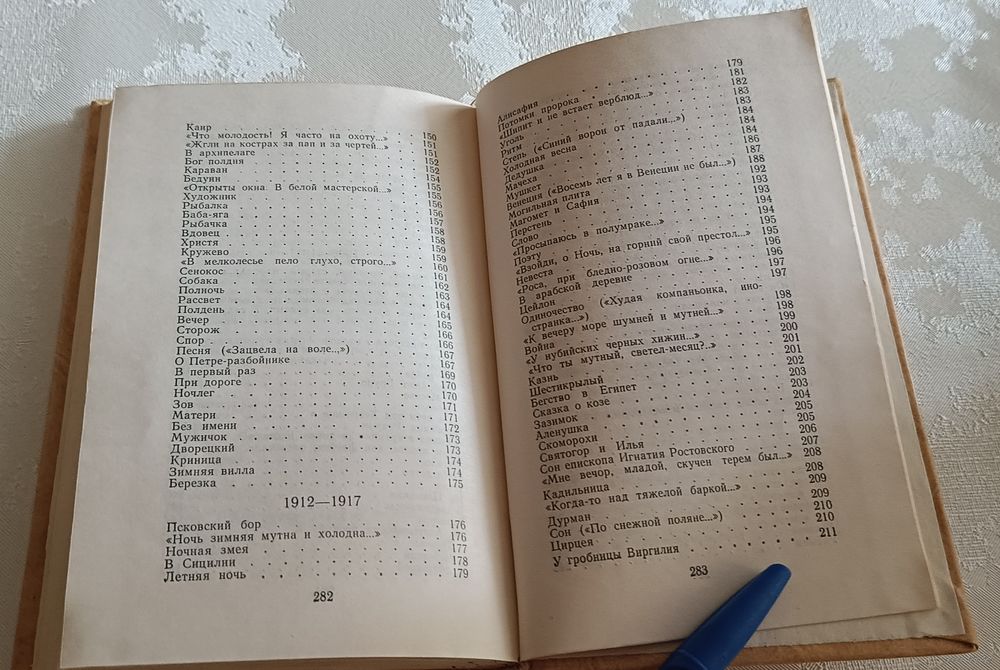 Каир 150
«Что молодость! Я часто на охоту...» 151
«Жгли на кострах за пап и за чертей...» 151
В архипелаге 152
Бог полдня 152
Караван 154
Бедуин 155
«Открыты окна. В белой мастерской...» 155
Художник 156
Рыбалка 156
Баба-яга 157
Рыбачка 158
Вдовец 158
Христя 159
Кружево 159
«В мелколесье пело глухо, строго...» 160
Сенокос 161
Собака 162
Полночь 163
Рассвет 164
Полдень 164
Вечер 165
Сторож 166
Спор 166
Песня («Зацвела на воле...») 167
О Петре-разбойнике 167
В первый раз 169
При дороге 170
Ночлег 170
Зов 171
Матери 171
Без имени 172
Мужичок 173
Дворецкий 173
Криница 174
Зимняя вилла 174
Березка 175
1912—1917
Псковский бор 176
«Ночь зимняя мутна и холодна...» 176
Ночная змея 177
В Сицилии 178
Летняя ночь 179
282
Алисафия 179
Потомки пророка 181
«Шипит и не встает верблюд...» 182
Уголь 183
Ритм 183
Степь («Синий ворон от падали...») 184
Холодная весна 184
Дедушка 184
Мачеха 186
Мушкет 187
Венеция («Восемь лет я в Венеции не был...») 188
Могильная плита 192
Магомет и Сафия 193
Перстень 193
Слово 194
«Просыпаюсь в полумраке...» 194
Поэту 195
«Взойди, о Ночь, на горний свой престол...» 195
Невеста 196
«Роса, при бледно-розовом огне...» 196
В арабской деревне 197
Цейлон 197
Одиночество («Худая компаньонка, ино-
странка...») 198
«К вечеру море шумней и мутней...» 198
Война 199
«У нубийских черных хижин...» 200
«Что ты мутный, светел-месяц?..» 201
Казнь 201
Шестикрылый 202
Бегство в Египет 203
Сказка о козе 203
Зазимок 204
Аленушка 205
Скоморохи 205
Святогор и Илья 206
Сон епископа Игнатия Ростовского 207
«Мне вечор, младой, скучен терем был...» 208
Кадильница 208
«Когда-то над тяжелой баркой...» 209
Дурман 209
Сон («По снежной поляне...») 210
Цирцея 210
У гробницы Виргилия 211
283